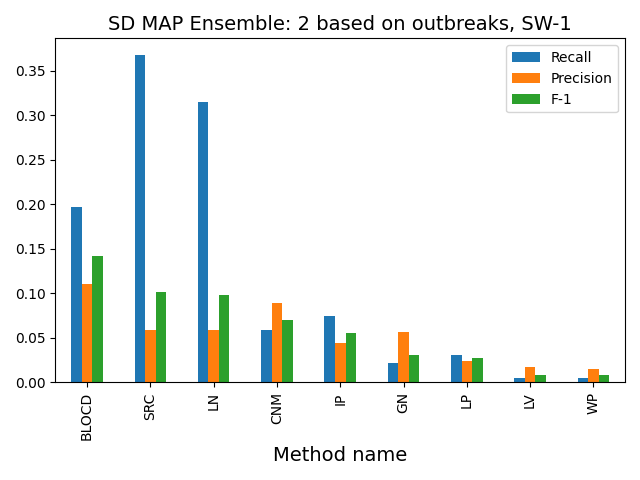 SD MAP Ensemble: 2 based on outbreaks, SW-1
Recall
Precision
F-1
0.35
0.30
0.25
0.20
0.15
0.10
0.05
0.00
BLOCD
SRC
LN
CNM
IP
GN
LP
LV
WP
Method name